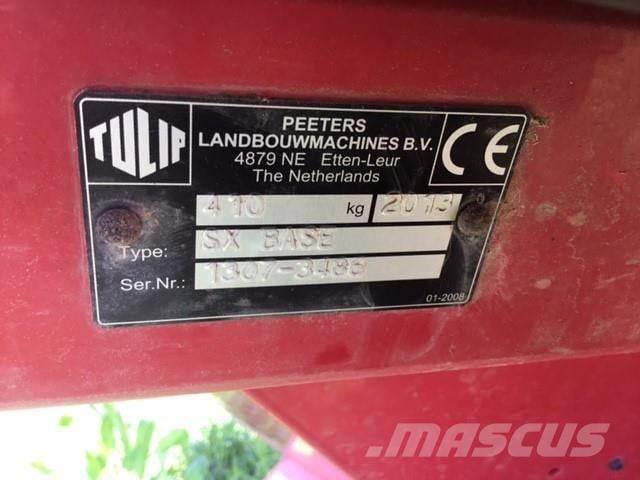 TULIP
PEETERS
LANDBOUWMACHINES B.V.
4879 NE Etten-Leur
The Netherlands
CE
410 kg 2013
Type: SX BASE
Ser.Nr.: 1307-3486
01-2008
MASCUS